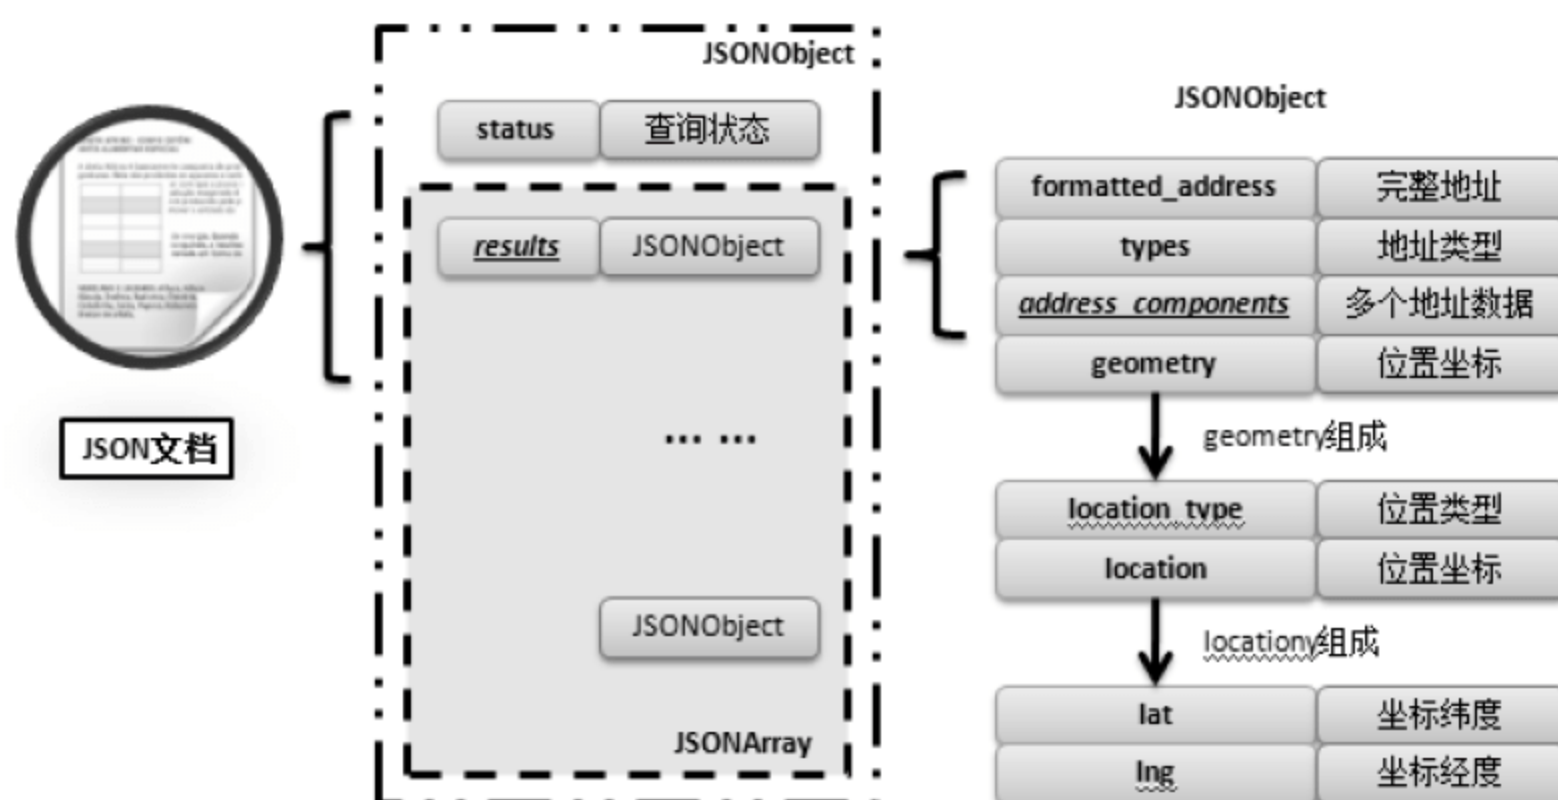 JSON文档
JSONObject
status 查询状态
results JSONObject
... ...
JSONObject
JSONArray
JSONObject
formatted_address 完整地址
types 地址类型
address_components 多个地址数据
geometry 位置坐标
geometry组成
location_type 位置类型
location 位置坐标
locationy组成
lat 坐标纬度
lng 坐标经度